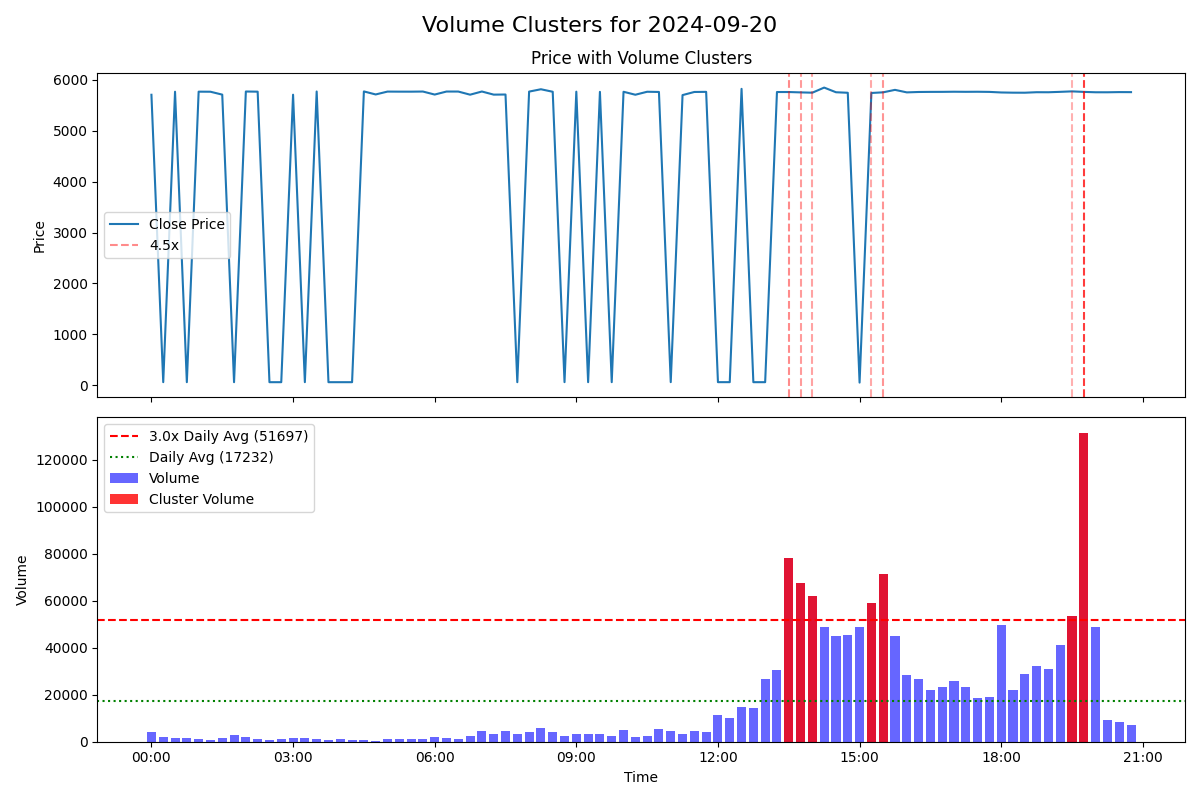 Volume Clusters for 2024-09-20
Price with Volume Clusters
6000
5000
4000
3000
2000
1000
0
Price
Close Price
4.5x
120000
100000
80000
60000
40000
20000
0
Volume
3.0x Daily Avg (51697)
Daily Avg (17232)
Volume
Cluster Volume
00:00 03:00 06:00 09:00 12:00 15:00 18:00 21:00
Time